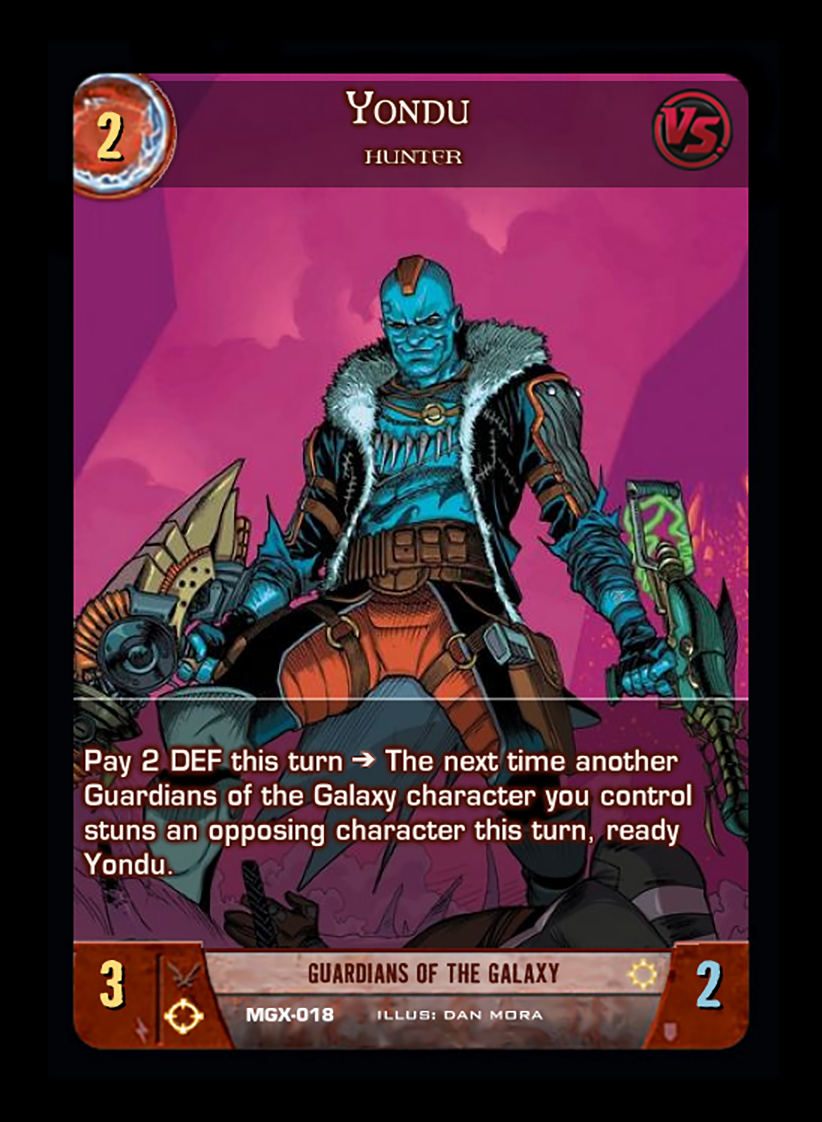 2
Yondu
HUNTER
VS.
Pay 2 DEF this turn ➔ The next time another
Guardians of the Galaxy character you control
stuns an opposing character this turn, ready
Yondu.
3
GUARDIANS OF THE GALAXY
2
MGX-018 ILLUS: DAN MORA